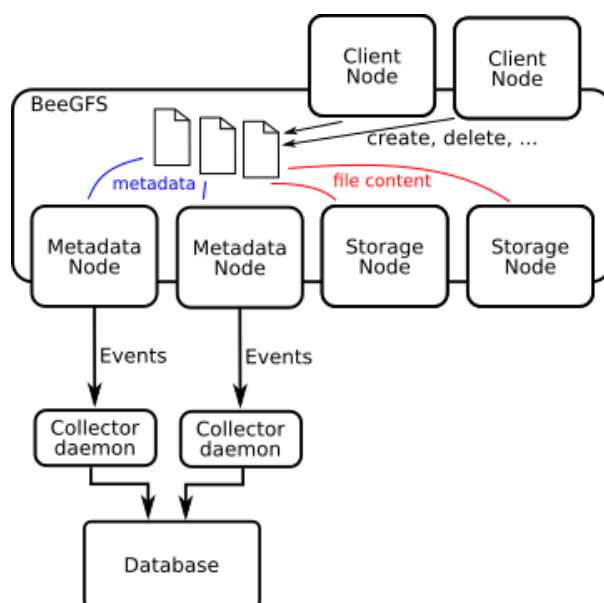 Client
Node
Client
Node
BeeGFS
create, delete, ...
metadata
file content
Metadata
Node
Metadata
Node
Storage
Node
Storage
Node
Events
Events
Collector
daemon
Collector
daemon
Database